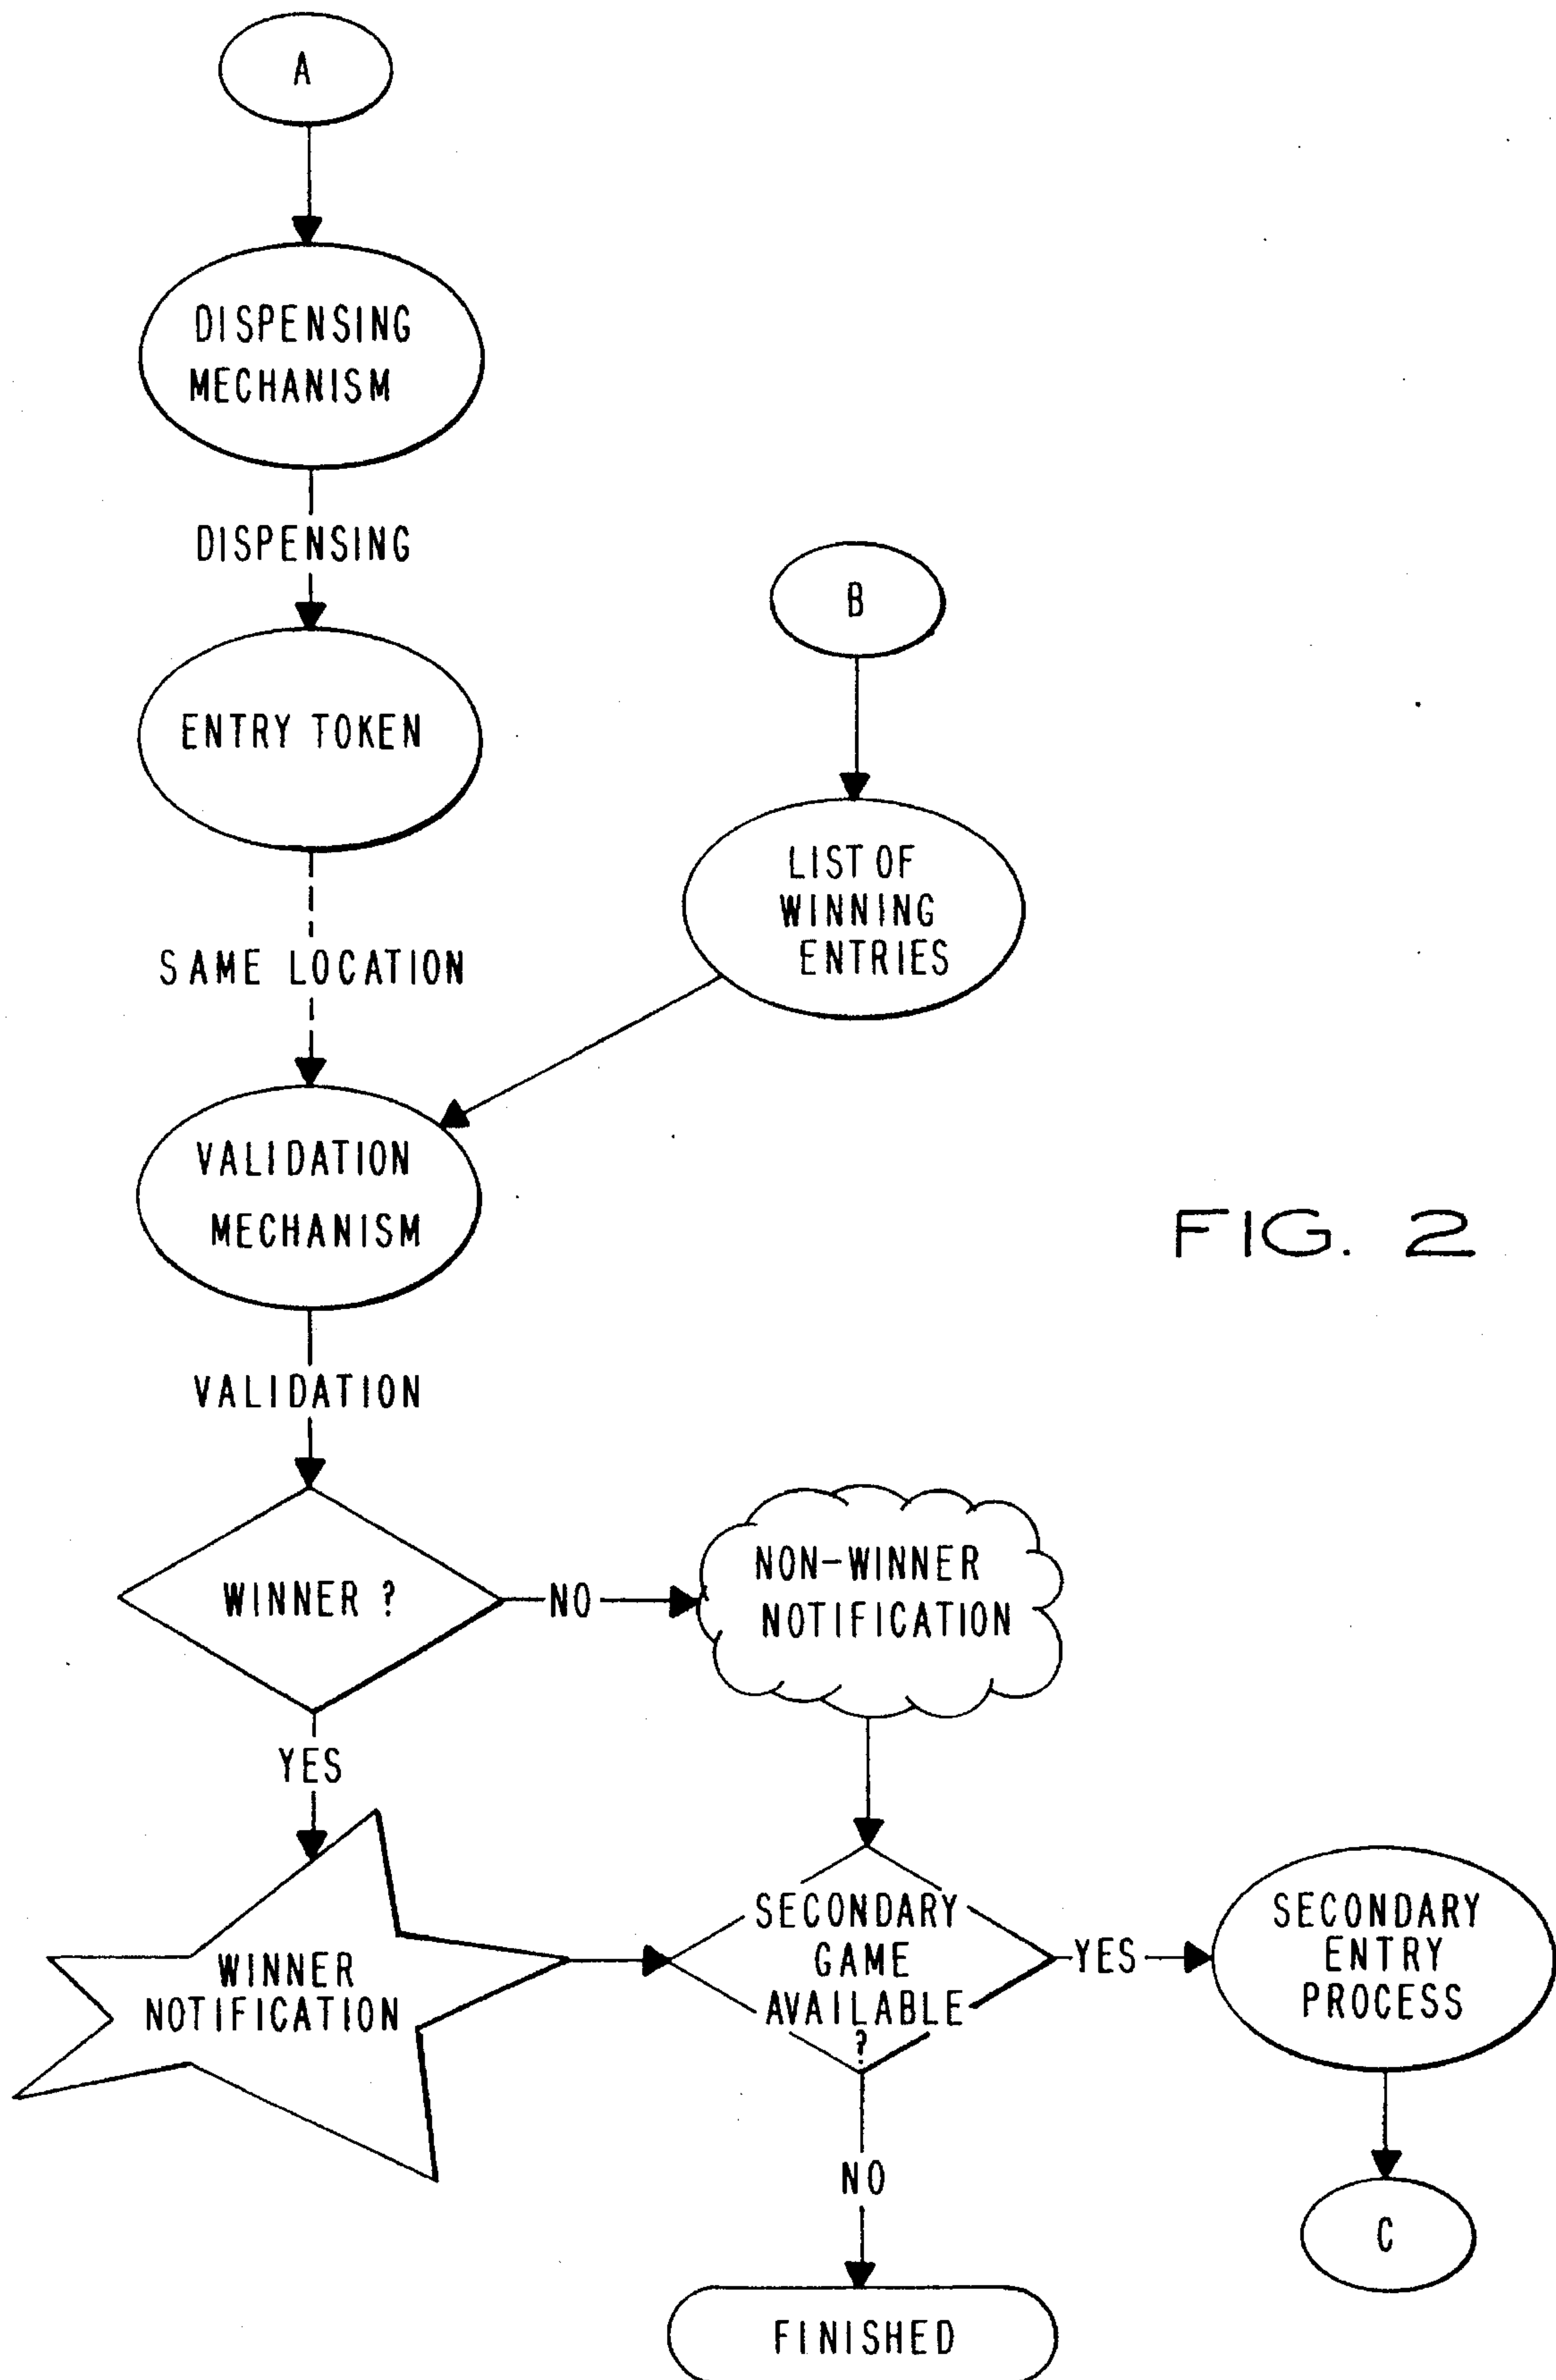 A
DISPENSING
MECHANISM
DISPENSING
B
ENTRY TOKEN
LIST OF
WINNING
ENTRIES
SAME LOCATION
VALIDATION
MECHANISM
FIG. 2
VALIDATION
WINNER ?
NO
NON-WINNER
NOTIFICATION
YES
WINNER
NOTIFICATION
SECONDARY
GAME
AVAILABLE
?
YES
SECONDARY
ENTRY
PROCESS
NO
C
FINISHED